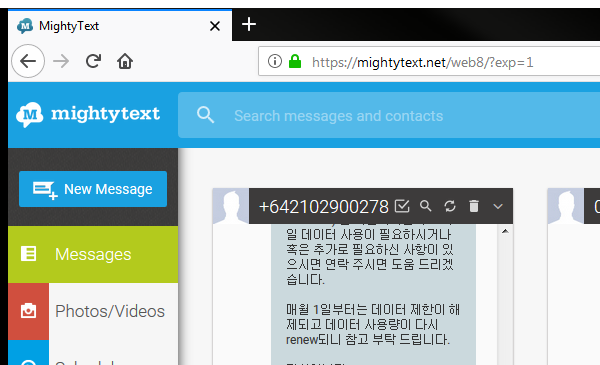 MightyText
https://mightytext.net/web8/?exp=1
mightytext
Search messages and contacts
New Message
+642102900278
Messages
일 데이터 사용이 필요하시거나
혹은 추가로 필요하신 사항이 있
으시면 연락 주시면 도움 드리겠
습니다.
매월 1일부터는 데이터 제한이 해
제되고 데이터 사용량이 다시
renew되니 참고 부탁 드립니다.
Photos/Videos